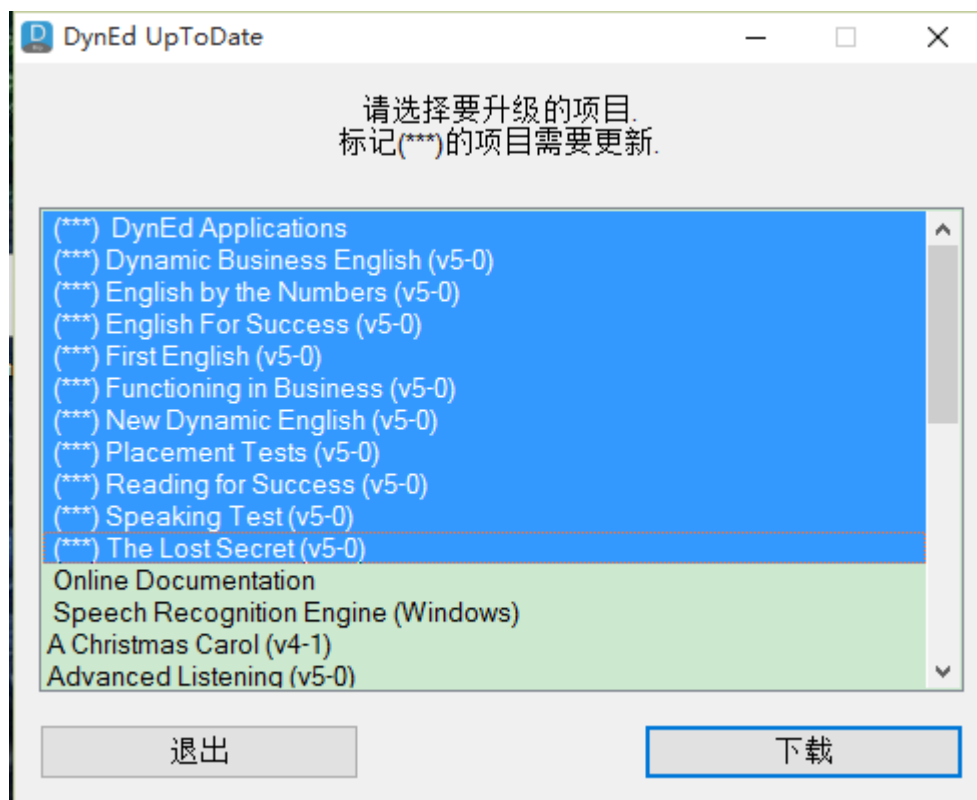 DynEd UpToDate
请选择要升级的项目.
标记(***)的项目需要更新.
(***) DynEd Applications
(***) Dynamic Business English (v5-0)
(***) English by the Numbers (v5-0)
(***) English For Success (v5-0)
(***) First English (v5-0)
(***) Functioning in Business (v5-0)
(***) New Dynamic English (v5-0)
(***) Placement Tests (v5-0)
(***) Reading for Success (v5-0)
(***) Speaking Test (v5-0)
(***) The Lost Secret (v5-0)
Online Documentation
Speech Recognition Engine (Windows)
A Christmas Carol (v4-1)
Advanced Listening (v5-0)
退出 下载